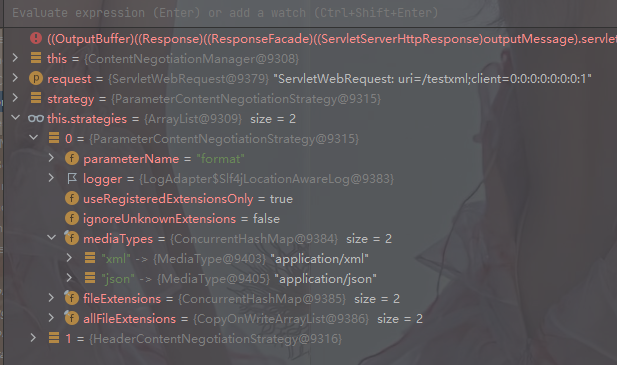 Evaluate expression (Enter) or add a watch (Ctrl+Shift+Enter)
((OutputBuffer)((Response)((ResponseFacade)((ServletServerHttpResponse)outputMessage).servl
this = {ContentNegotiationManager@9308}
request = {ServletWebRequest@9379} "ServletWebRequest: uri=/testxml;client=0:0:0:0:0:0:0:1"
strategy = {ParameterContentNegotiationStrategy@9315}
this.strategies = {ArrayList@9309} size = 2
0 = {ParameterContentNegotiationStrategy@9315}
parameterName = "format"
logger = {LogAdapter$Slf4jLocationAwareLog@9383}
useRegisteredExtensionsOnly = true
ignoreUnknownExtensions = false
mediaTypes = {ConcurrentHashMap@9384} size = 2
"xml" -> {MediaType@9403} "application/xml"
"json" -> {MediaType@9405} "application/json"
fileExtensions = {ConcurrentHashMap@9385} size = 2
allFileExtensions = {CopyOnWriteArrayList@9386} size = 2
1 = {HeaderContentNegotiationStrategy@9316}